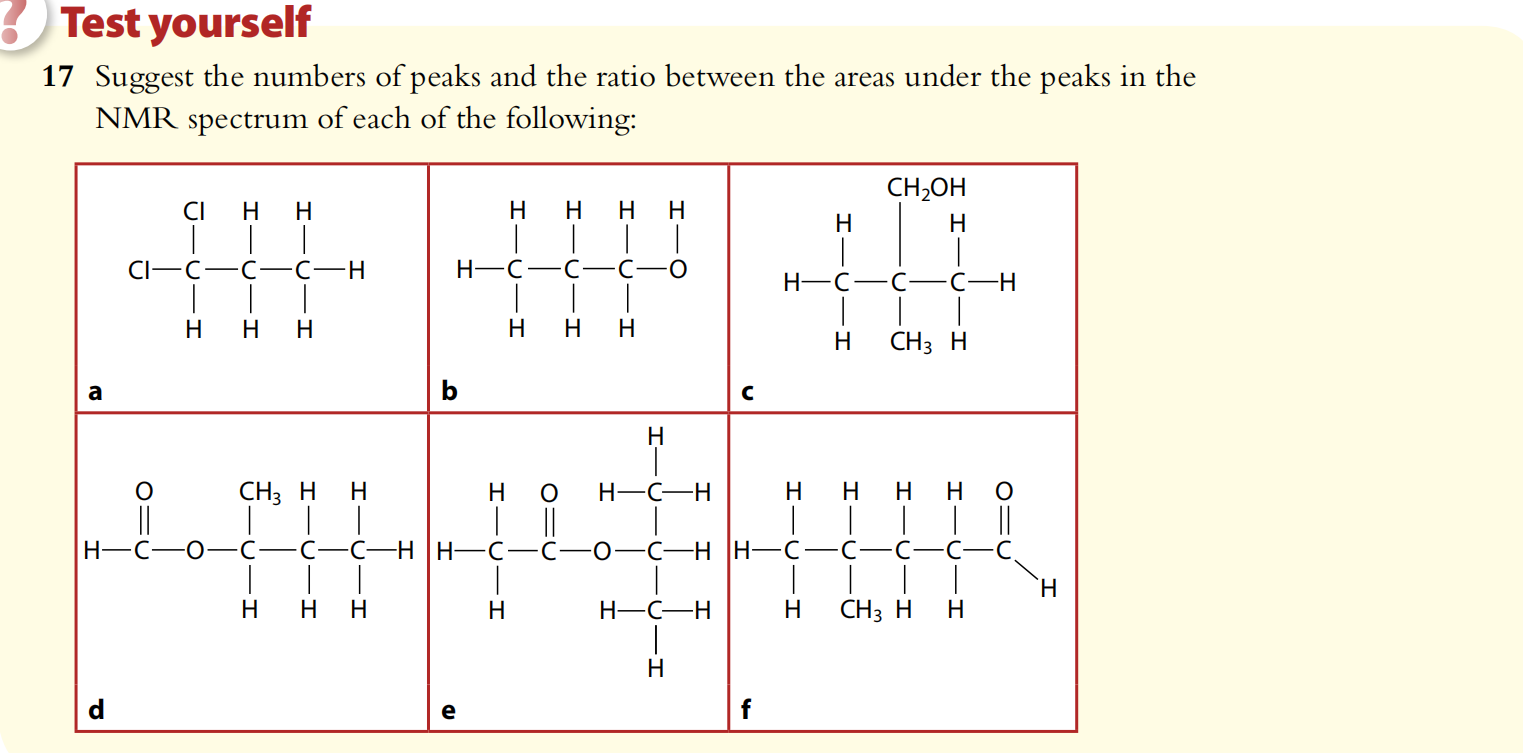 ? Test yourself
17 Suggest the numbers of peaks and the ratio between the areas under the peaks in the
NMR spectrum of each of the following:
Cl H H
Cl—C—C—C—H
H H H
a
H H H H
H—C—C—C—O
H H H
b
CH₂OH
H H
H—C—C—C—H
H CH₃ H
c
O CH₃ H H
H—C—O—C—C—C—H
H H H
d
H
H O H—C—H
H—C—C—O—C—H
H H—C—H
H
e
H H H H O
H—C—C—C—C—C
H
H CH₃ H H
f